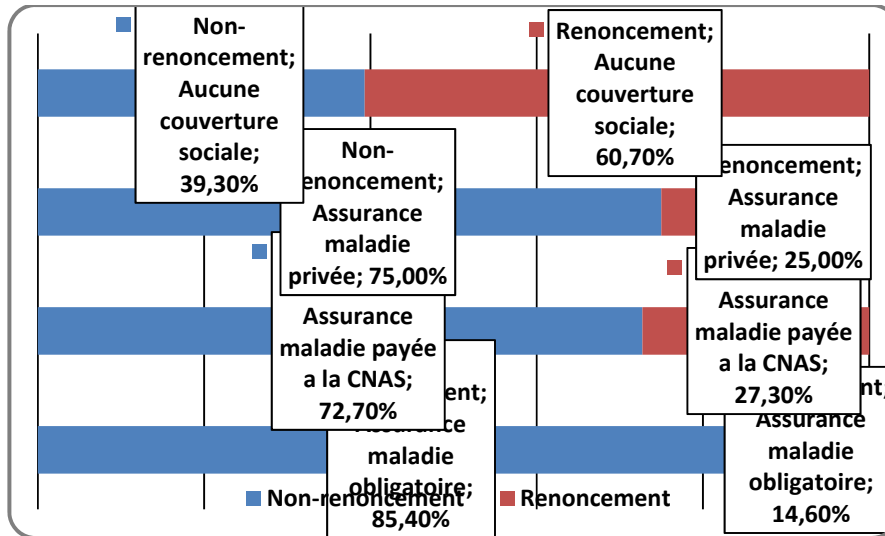 Non-
renoncement;
Aucune
couverture
sociale;
39,30%
Renoncement;
Aucune
couverture
sociale;
60,70%
Non-
renoncement;
Assurance
maladie
privée; 75,00%
Renoncement;
Assurance
maladie
privée; 25,00%
Assurance
maladie payée
a la CNAS;
72,70%
Assurance
maladie payée
a la CNAS;
27,30%
Assurance
maladie
obligatoire;
85,40%
Assurance
maladie
obligatoire;
14,60%
Non-renoncement Renoncement